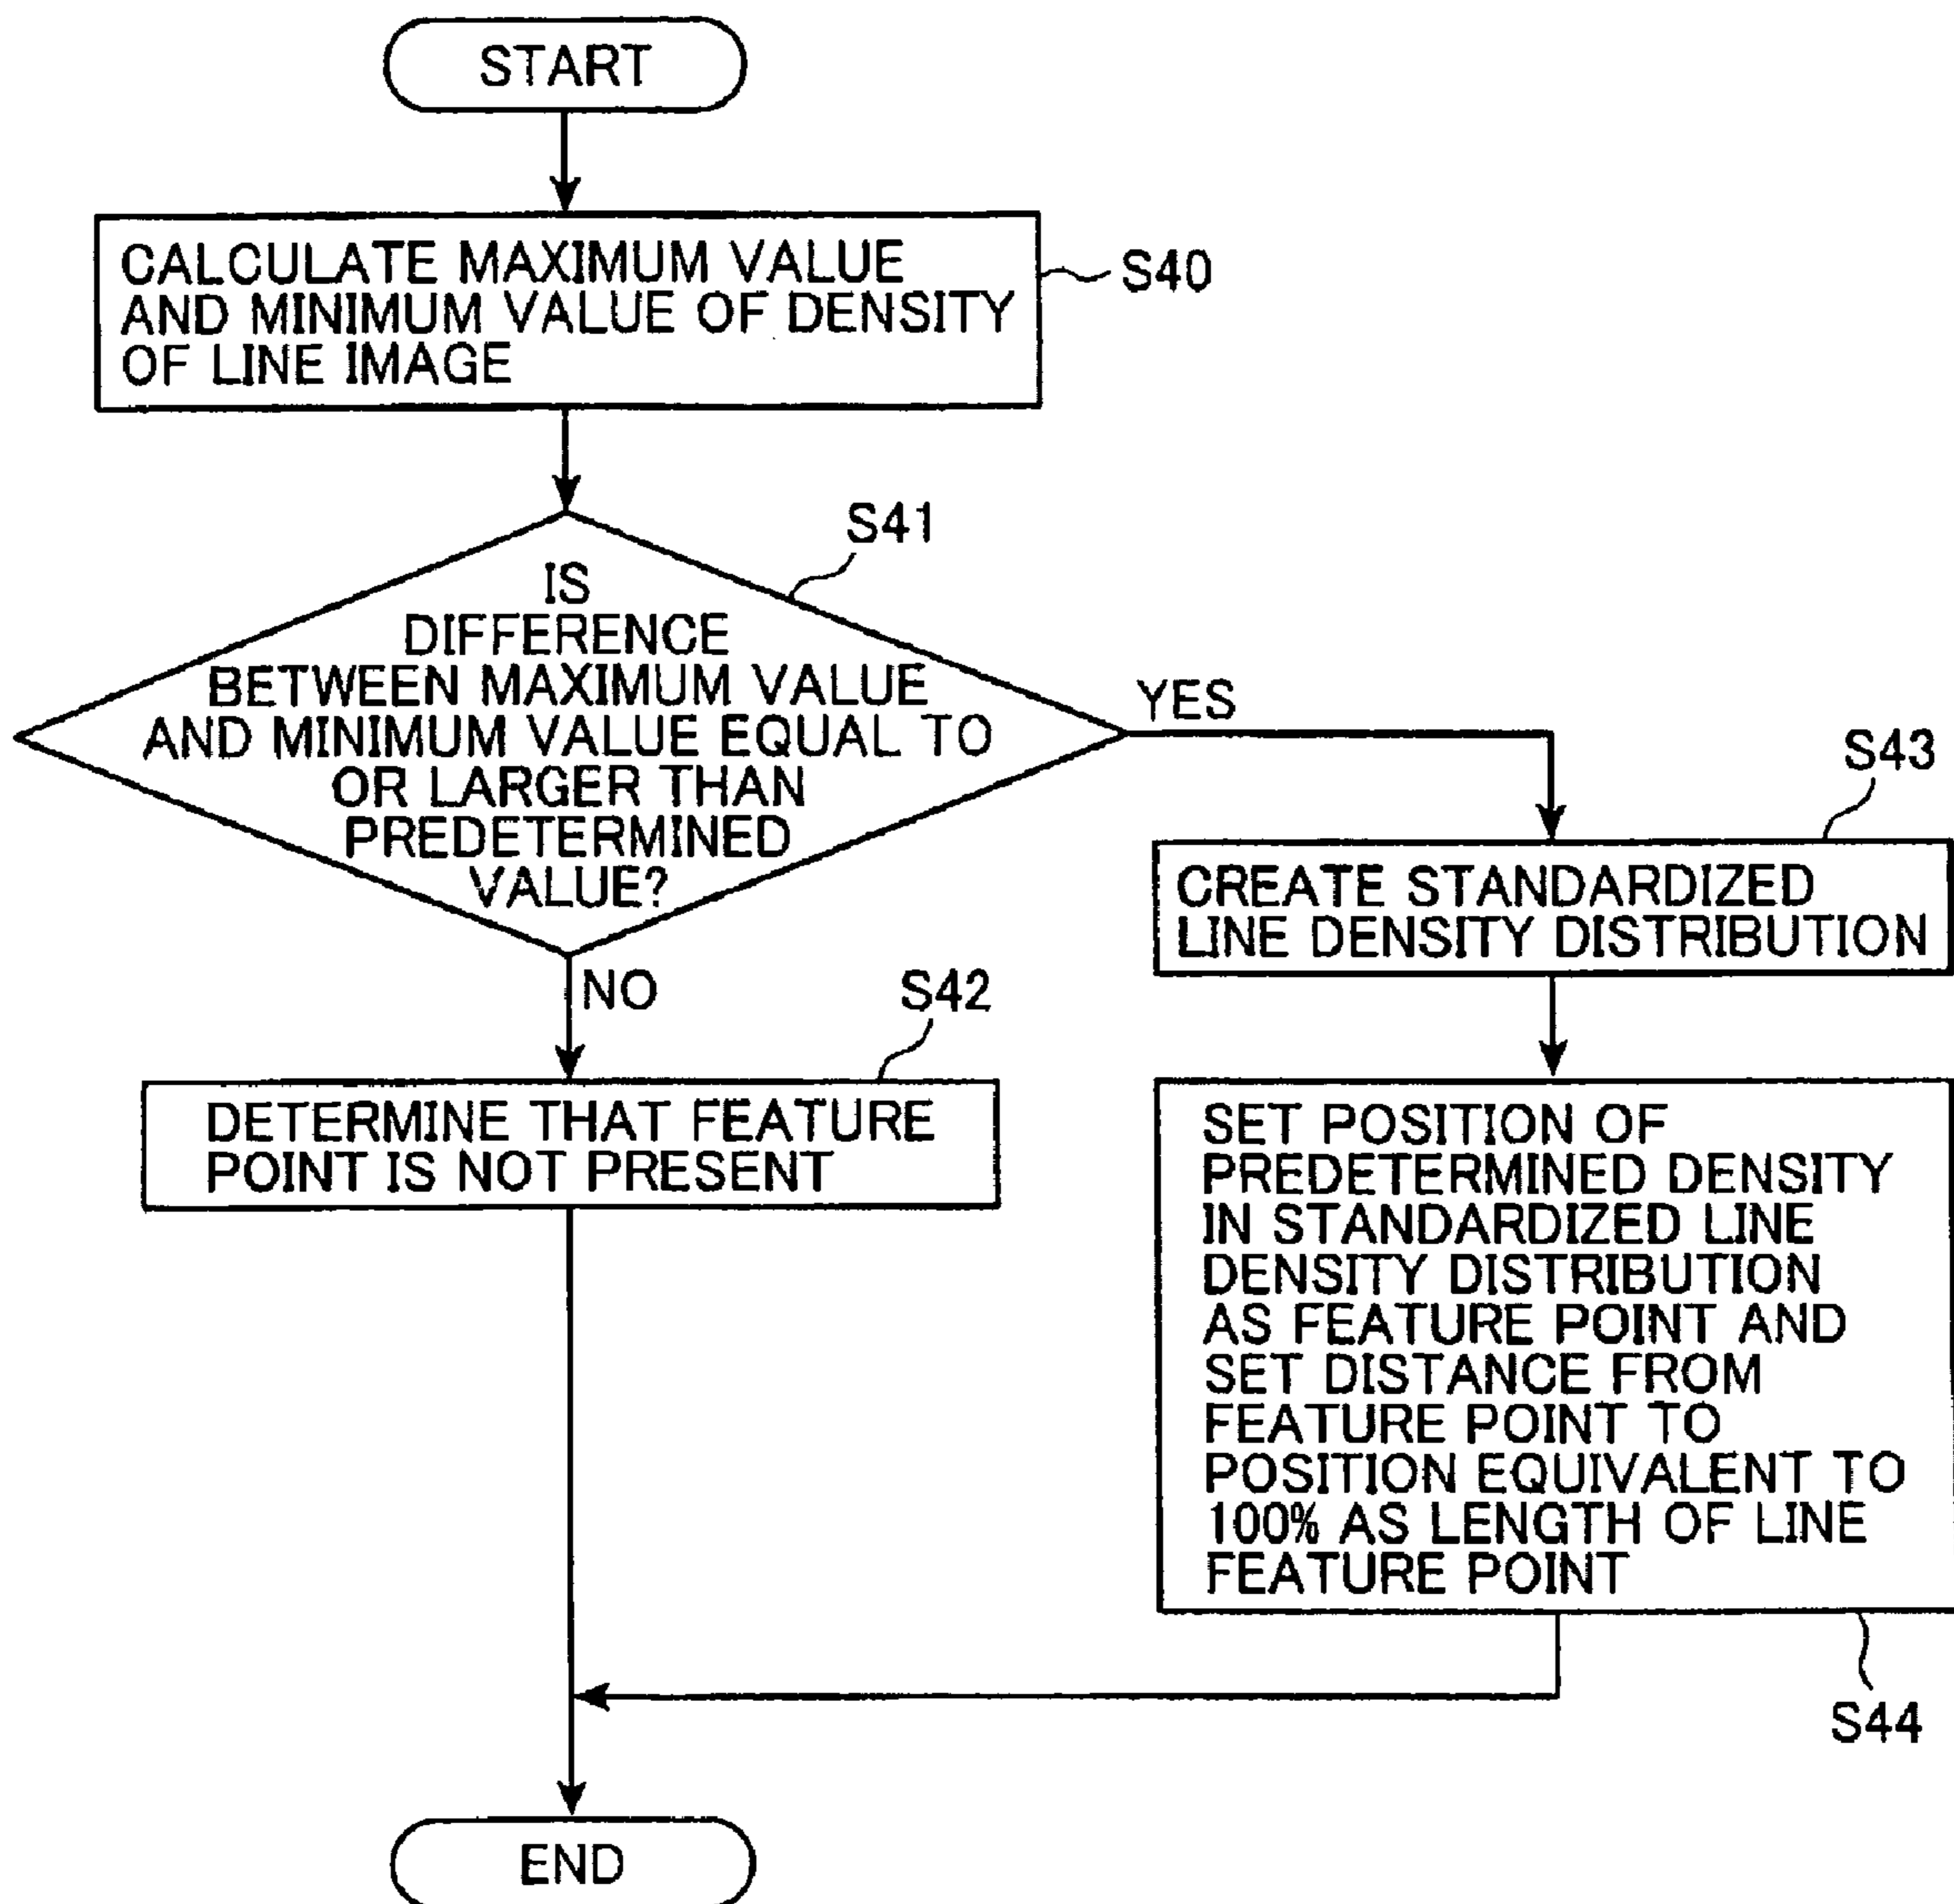 START
CALCULATE MAXIMUM VALUE
AND MINIMUM VALUE OF DENSITY
OF LINE IMAGE
S40
S41
IS
DIFFERENCE
BETWEEN MAXIMUM VALUE
AND MINIMUM VALUE EQUAL TO
OR LARGER THAN
PREDETERMINED
VALUE?
YES
NO
S42
DETERMINE THAT FEATURE
POINT IS NOT PRESENT
S43
CREATE STANDARDIZED
LINE DENSITY DISTRIBUTION
SET POSITION OF
PREDETERMINED DENSITY
IN STANDARDIZED LINE
DENSITY DISTRIBUTION
AS FEATURE POINT AND
SET DISTANCE FROM
FEATURE POINT TO
POSITION EQUIVALENT TO
100% AS LENGTH OF LINE
FEATURE POINT
S44
END